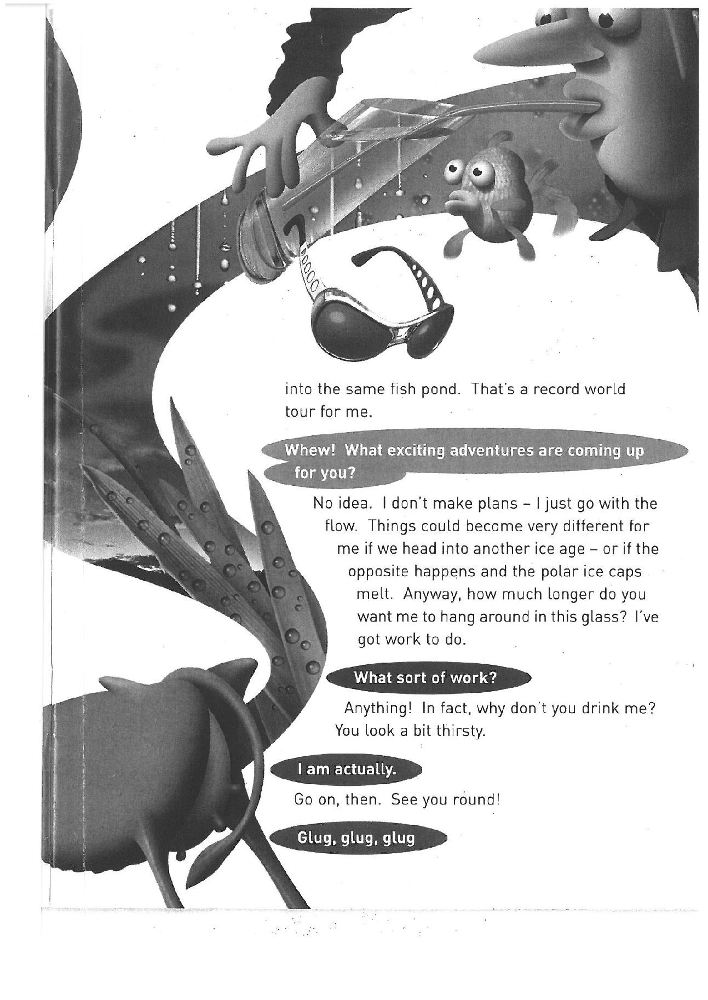 into the same fish pond. That's a record world
tour for me.
Whew! What exciting adventures are coming up
for you?
No idea. I don't make plans – I just go with the
flow. Things could become very different for
me if we head into another ice age – or if the
opposite happens and the polar ice caps
melt. Anyway, how much longer do you
want me to hang around in this glass? I've
got work to do.
What sort of work?
Anything! In fact, why don't you drink me?
You look a bit thirsty.
I am actually.
Go on, then. See you round!
Glug, glug, glug